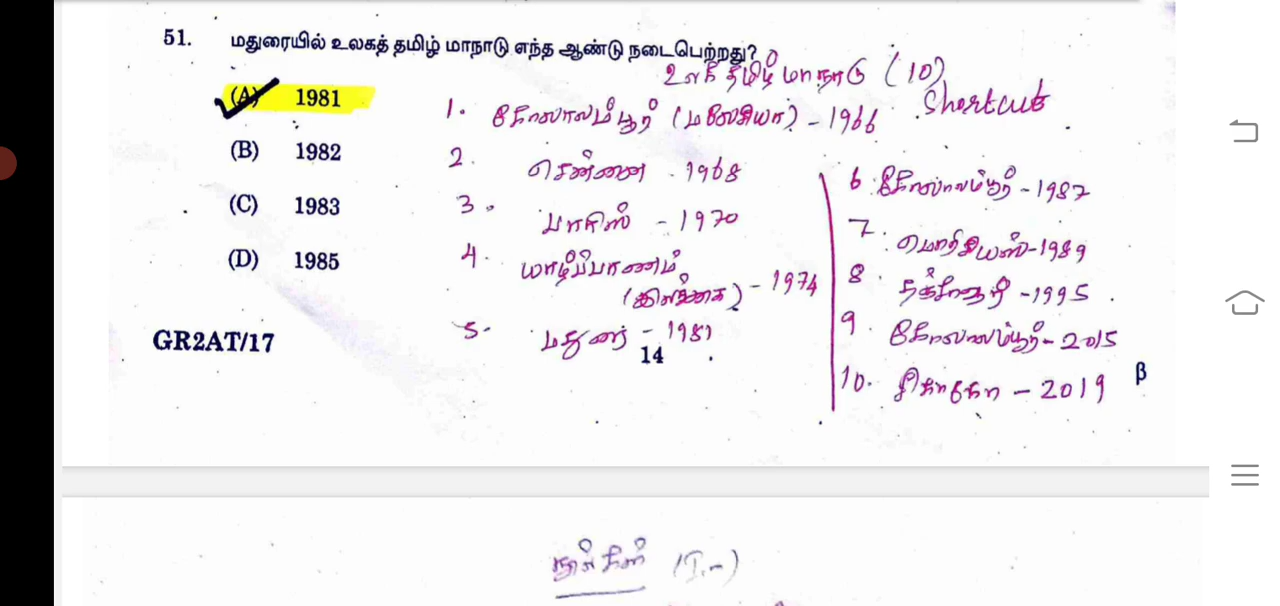 51. மதுரையில் உலகத் தமிழ் மாநாடு எந்த ஆண்டு நடைபெற்றது?
உலகத் தமிழ் மாநாடு (10)
Shortcut
(A) 1981
(B) 1982
(C) 1983
(D) 1985
1. கோலாலம்பூர் (மலேசியா) - 1966
2. சென்னை - 1968
3. பாரிஸ் - 1970
4. யாழ்ப்பாணம்
(இலங்கை) - 1974
5. மதுரை - 1981
6. கோலாலம்பூர் - 1987
7. மொரிசியஸ் - 1989
8. தஞ்சாவூர் - 1995
9. கோலாலம்பூர் - 2015
10. சிகாகோ - 2019
GR2AT/17
14
β
நூல்கள்